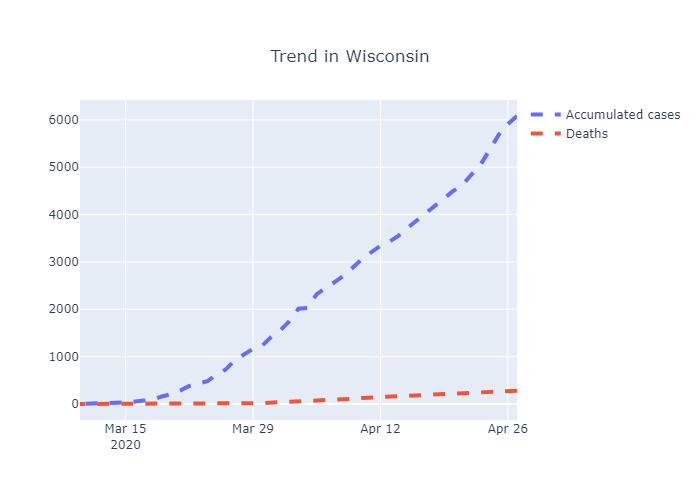 Trend in Wisconsin
Accumulated cases
Deaths
6000
5000
4000
3000
2000
1000
0
Mar 15
2020
Mar 29
Apr 12
Apr 26